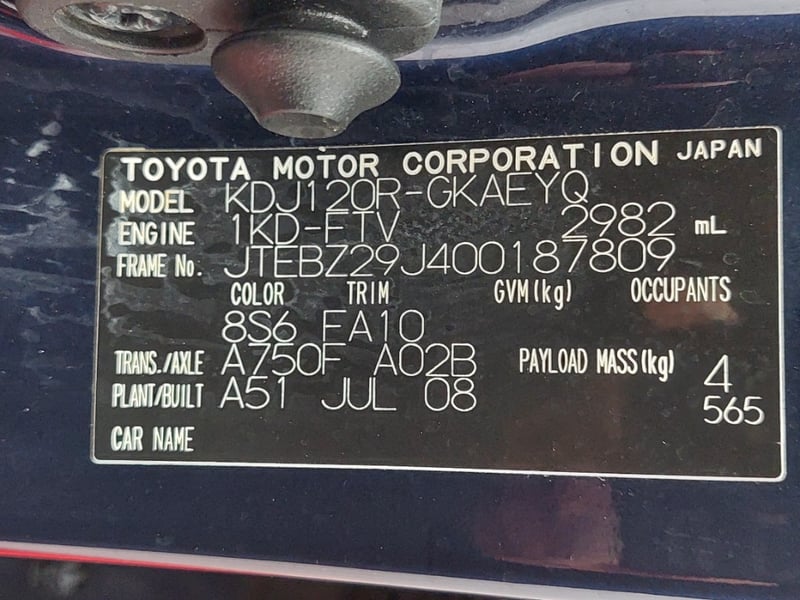 TOYOTA MOTOR CORPORATION JAPAN
MODEL KDJ120R-GKAEYQ
ENGINE 1KD-FTV 2982 mL
FRAME No. JTEBZ29J400187809
COLOR TRIM GVM(kg) OCCUPANTS
8S6 EA10
TRANS./AXLE A750F A02B PAYLOAD MASS(kg) 4
PLANT/BUILT A51 JUL 08 565
CAR NAME